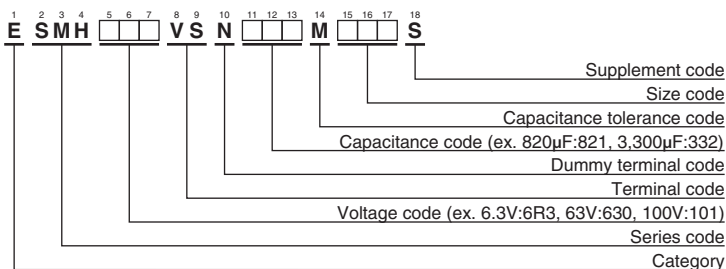 1 2 3 4 5 6 7 8 9 10 11 12 13 14 15 16 17 18
E S M H V S N M S
Supplement code
Size code
Capacitance tolerance code
Capacitance code (ex. 820µF:821, 3,300µF:332)
Dummy terminal code
Terminal code
Voltage code (ex. 6.3V:6R3, 63V:630, 100V:101)
Series code
Category